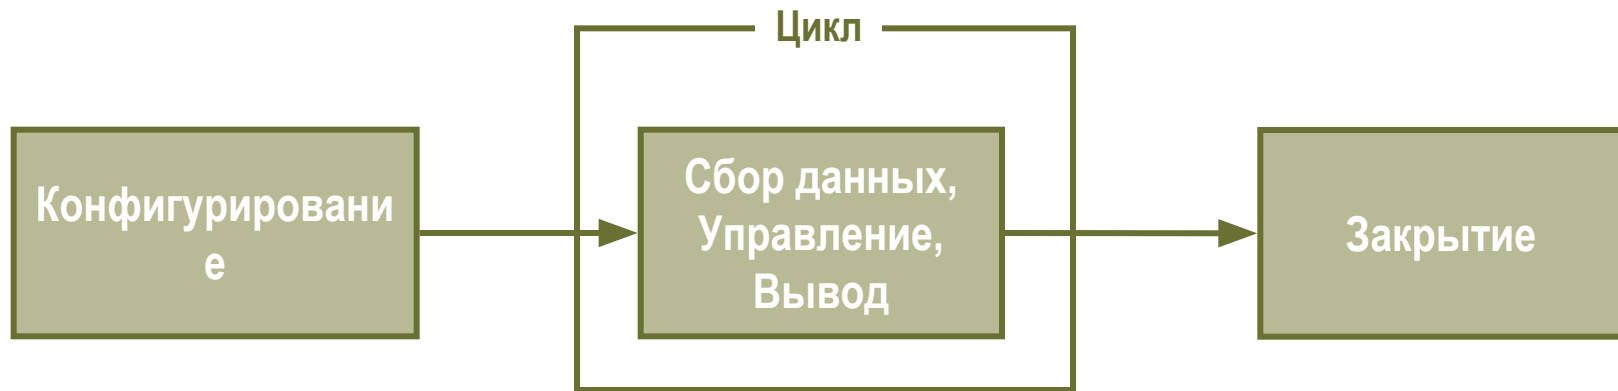 Цикл
Конфигурировани
е
Сбор данных,
Управление,
Вывод
Закрытие